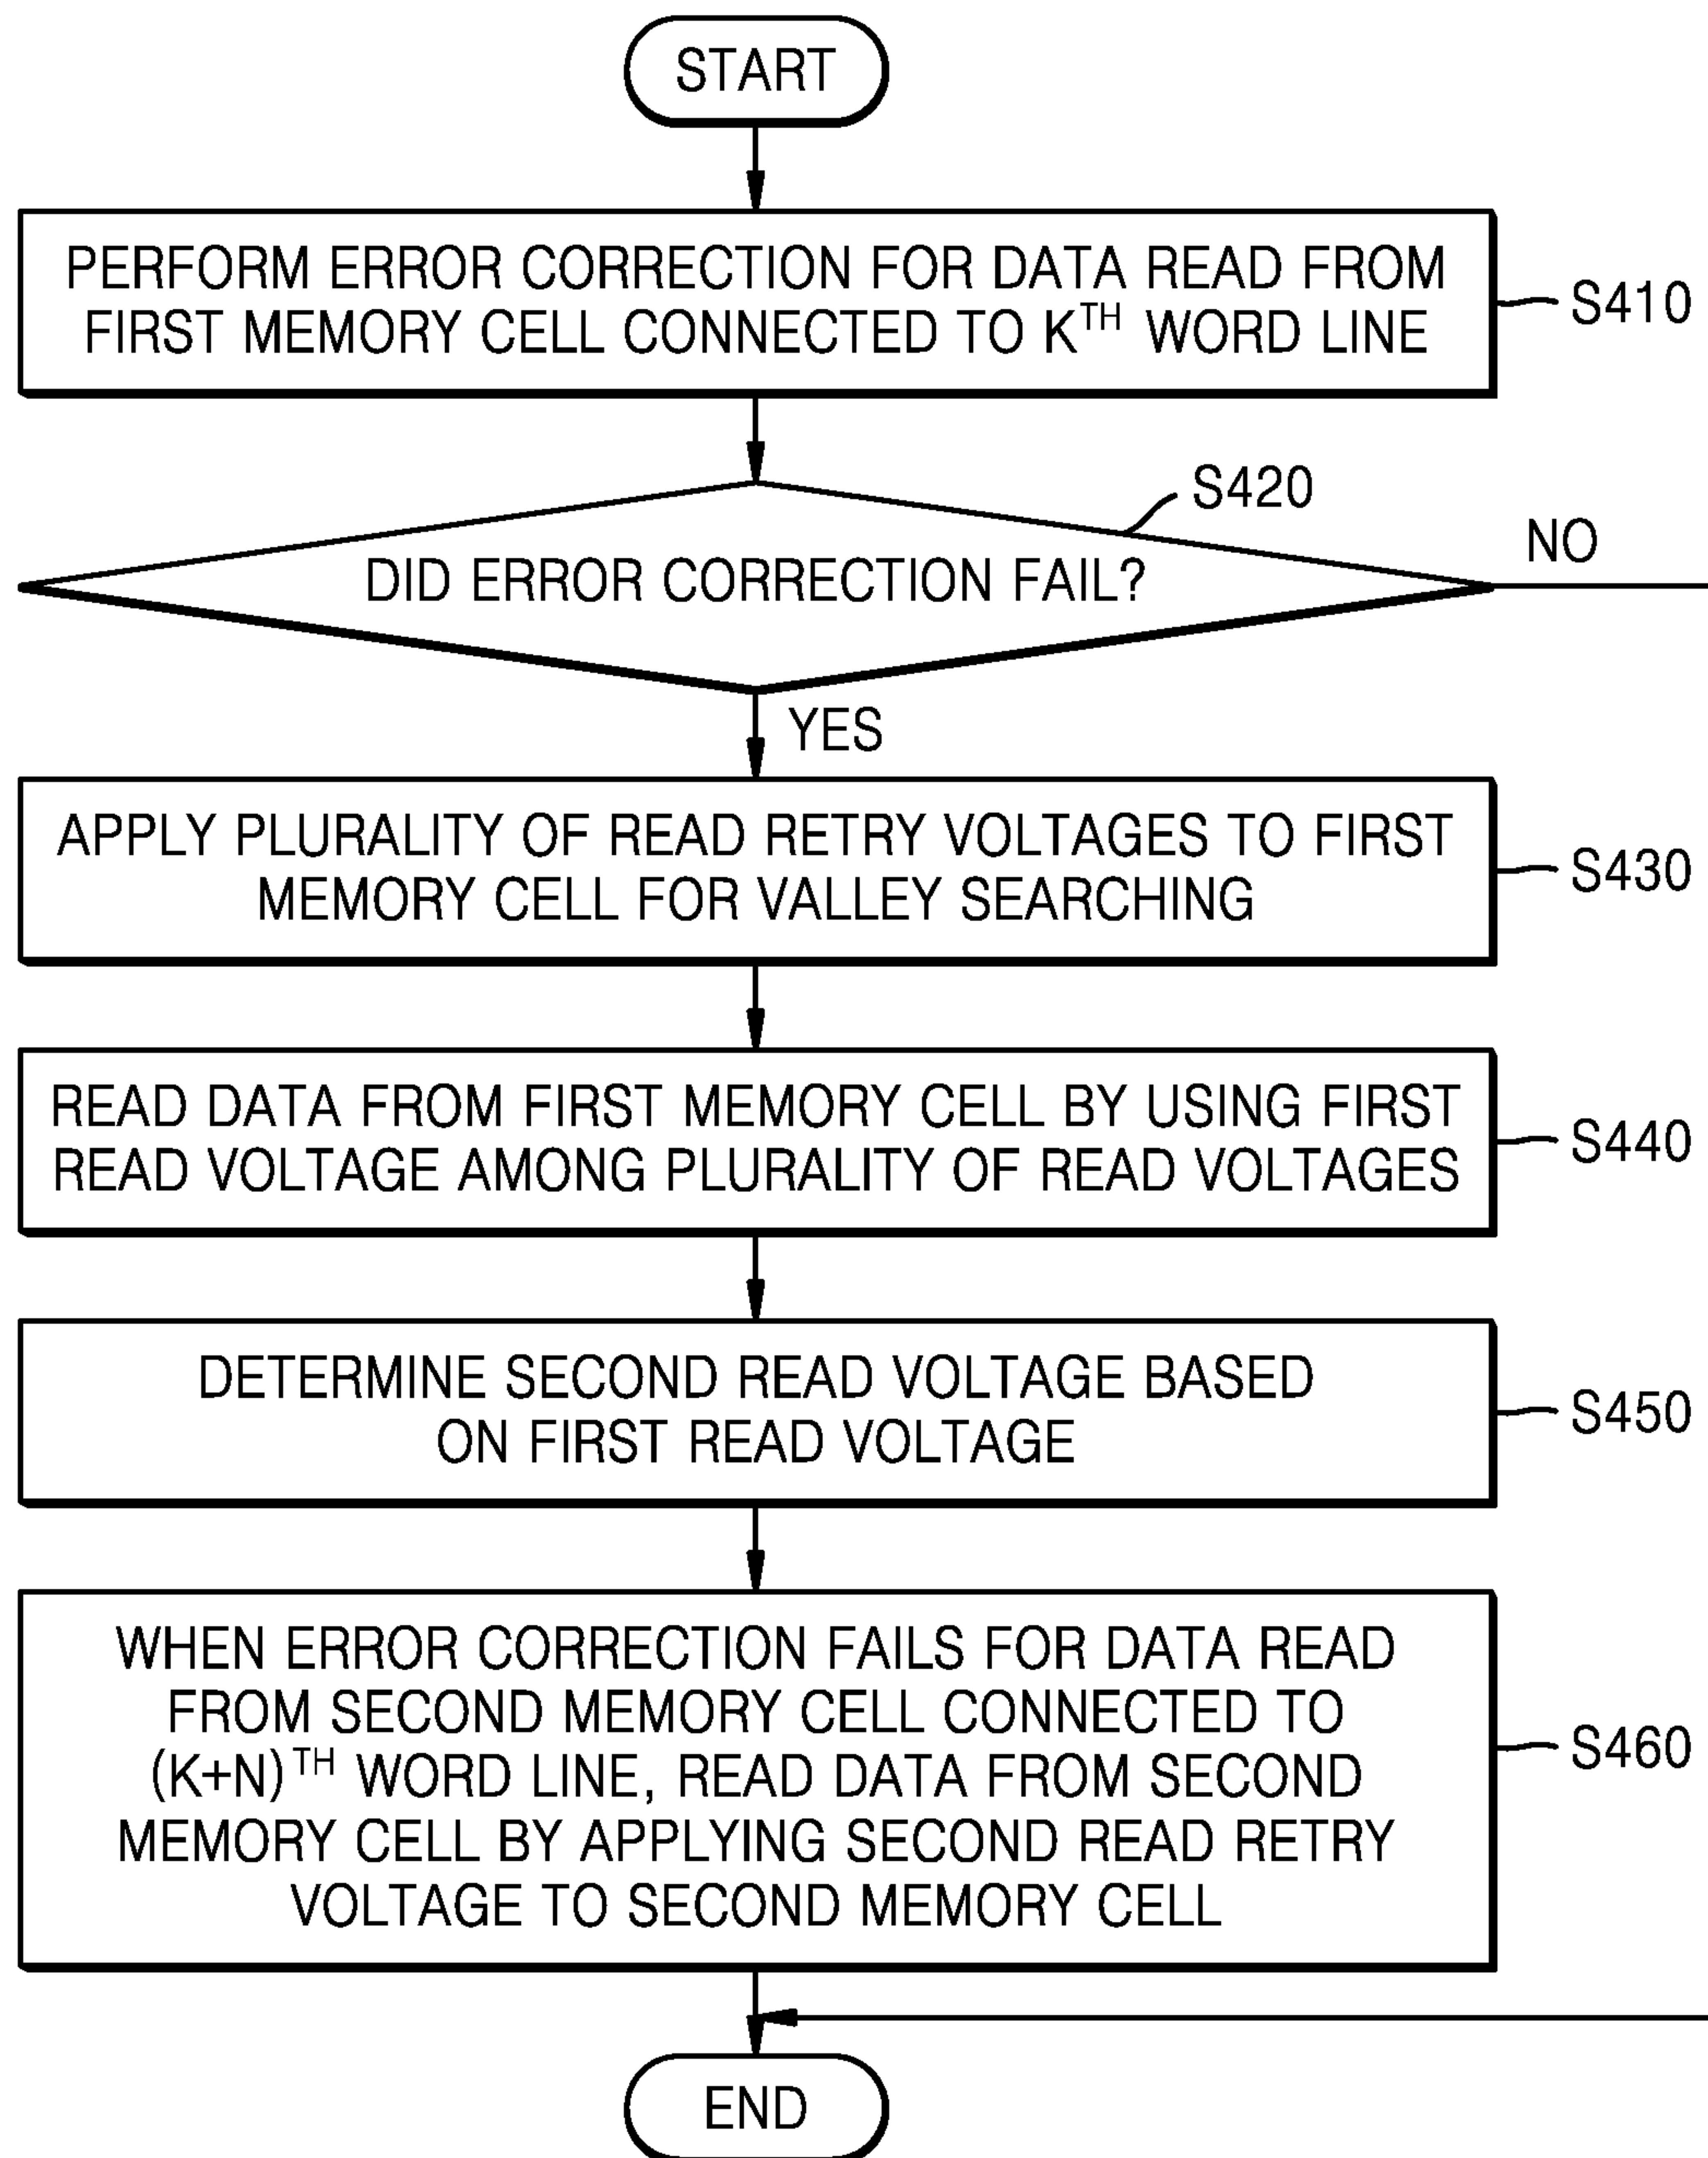 START
PERFORM ERROR CORRECTION FOR DATA READ FROM
FIRST MEMORY CELL CONNECTED TO KTH WORD LINE
S410
S420
NO
DID ERROR CORRECTION FAIL?
YES
APPLY PLURALITY OF READ RETRY VOLTAGES TO FIRST
MEMORY CELL FOR VALLEY SEARCHING
S430
READ DATA FROM FIRST MEMORY CELL BY USING FIRST
READ VOLTAGE AMONG PLURALITY OF READ VOLTAGES
S440
DETERMINE SECOND READ VOLTAGE BASED
ON FIRST READ VOLTAGE
S450
WHEN ERROR CORRECTION FAILS FOR DATA READ
FROM SECOND MEMORY CELL CONNECTED TO
(K+N)TH WORD LINE, READ DATA FROM SECOND
MEMORY CELL BY APPLYING SECOND READ RETRY
VOLTAGE TO SECOND MEMORY CELL
S460
END